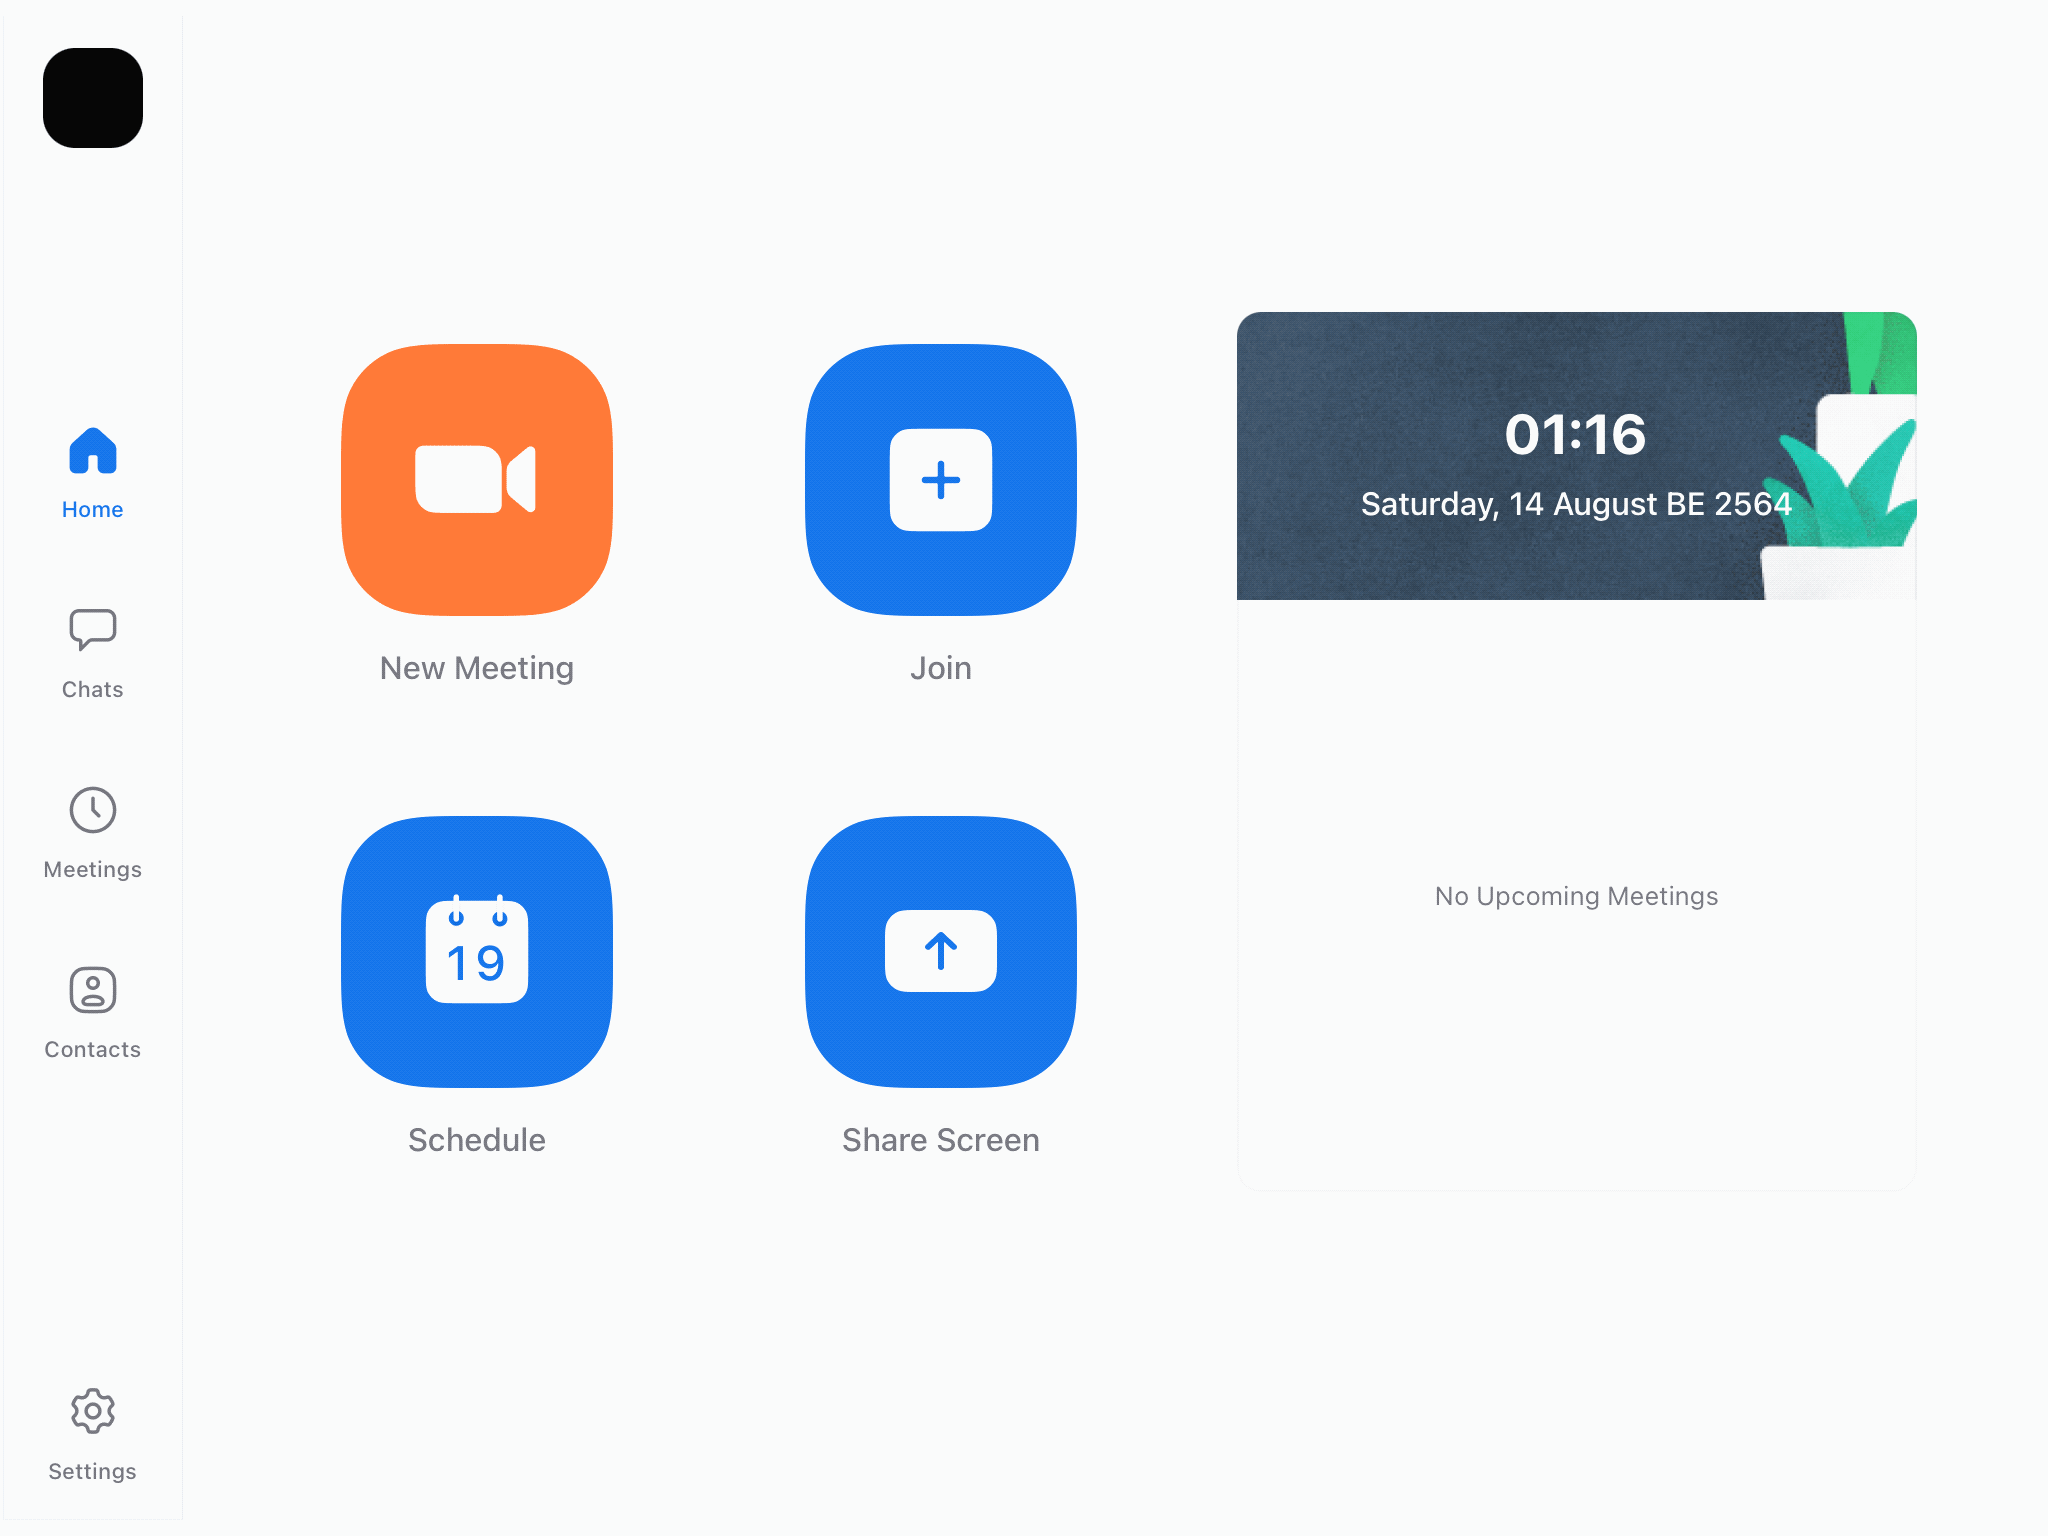 Home
Chats
Meetings
Contacts
Settings
New Meeting
Join
19
Schedule
Share Screen
01:16
Saturday, 14 August BE 2564
No Upcoming Meetings